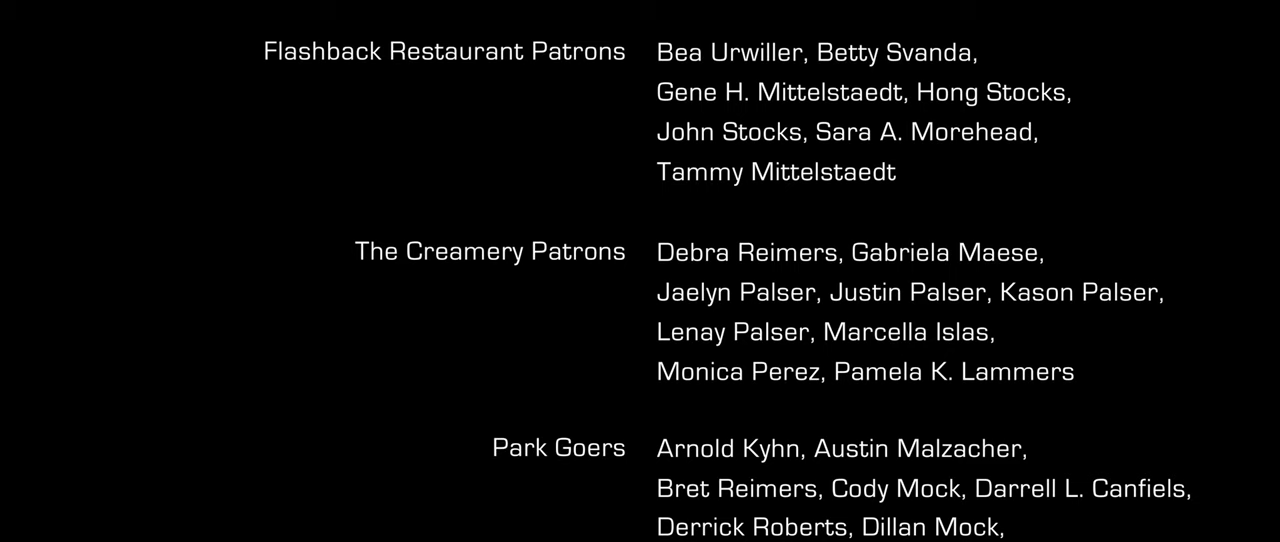 Flashback Restaurant Patrons Bea Urwiller, Betty Svanda,
Gene H. Mittelstaedt, Hong Stocks,
John Stocks, Sara A. Morehead,
Tammy Mittelstaedt
The Creamery Patrons Debra Reimers, Gabriela Maese,
Jaelyn Palser, Justin Palser, Kason Palser,
Lenay Palser, Marcella Islas,
Monica Perez, Pamela K. Lammers
Park Goers Arnold Kyhn, Austin Malzacher,
Bret Reimers, Cody Mock, Darrell L. Canfiels,
Derrick Roberts, Dillan Mock,